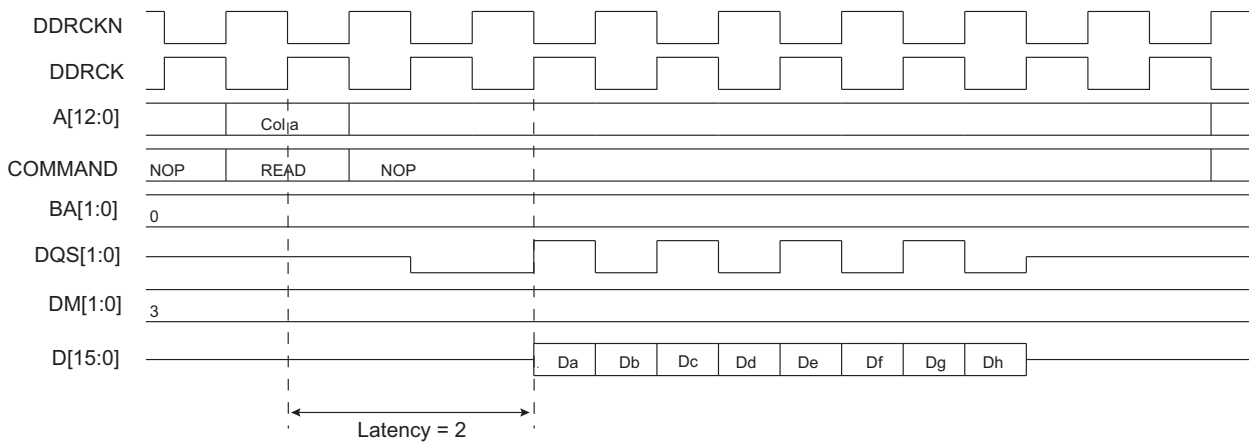 DDRCKN
DDRCK
A[12:0] Col a
COMMAND NOP READ NOP
BA[1:0] 0
DQS[1:0]
DM[1:0] 3
D[15:0] Da Db Dc Dd De Df Dg Dh
Latency = 2